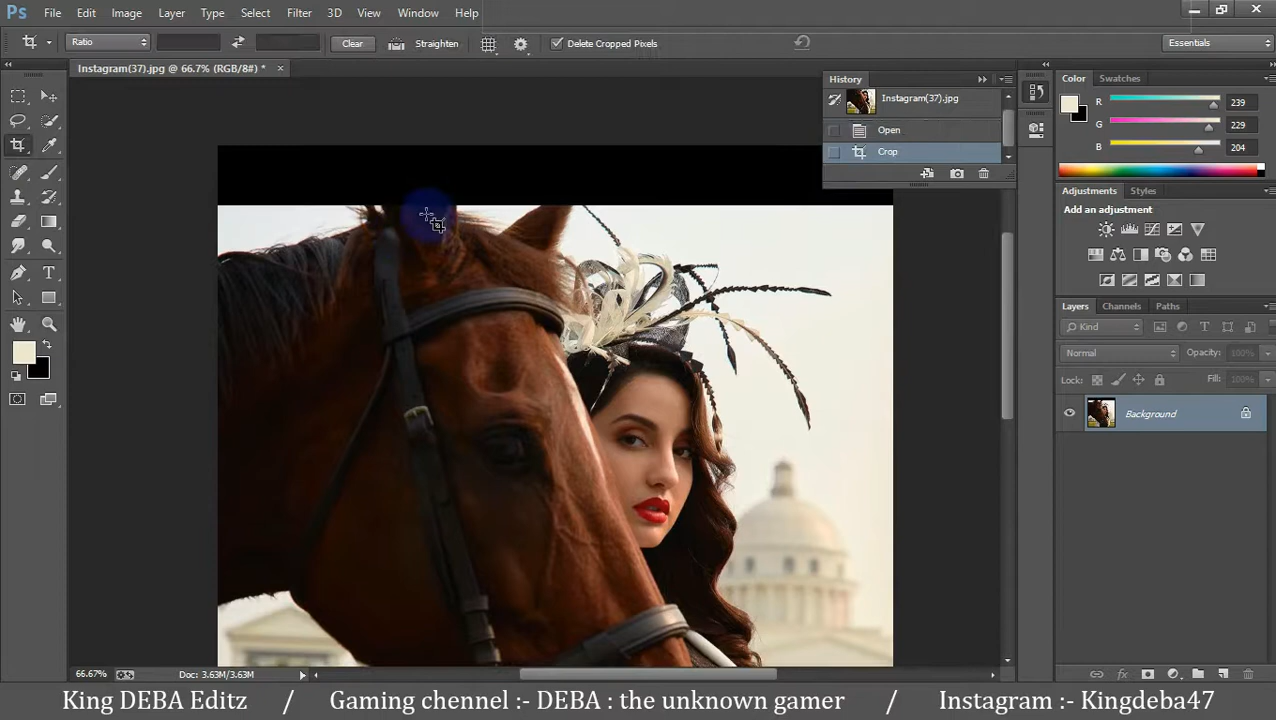 Ps File Edit Image Layer Type Select Filter 3D View Window Help
Ratio Clear Straighten Delete Cropped Pixels Essentials
Instagram(37).jpg @ 66.7% (RGB/8#) * ×
History
Instagram(37).jpg
Open
Crop
Color Swatches
R 239
G 229
B 204
Adjustments Styles
Add an adjustment
Layers Channels Paths
Kind
Normal Opacity: 100%
Lock: Fill: 100%
Background
66.67% Doc: 3.63M/3.63M
King DEBA Editz / Gaming chennel :- DEBA : the unknown gamer / Instagram :- Kingdeba47